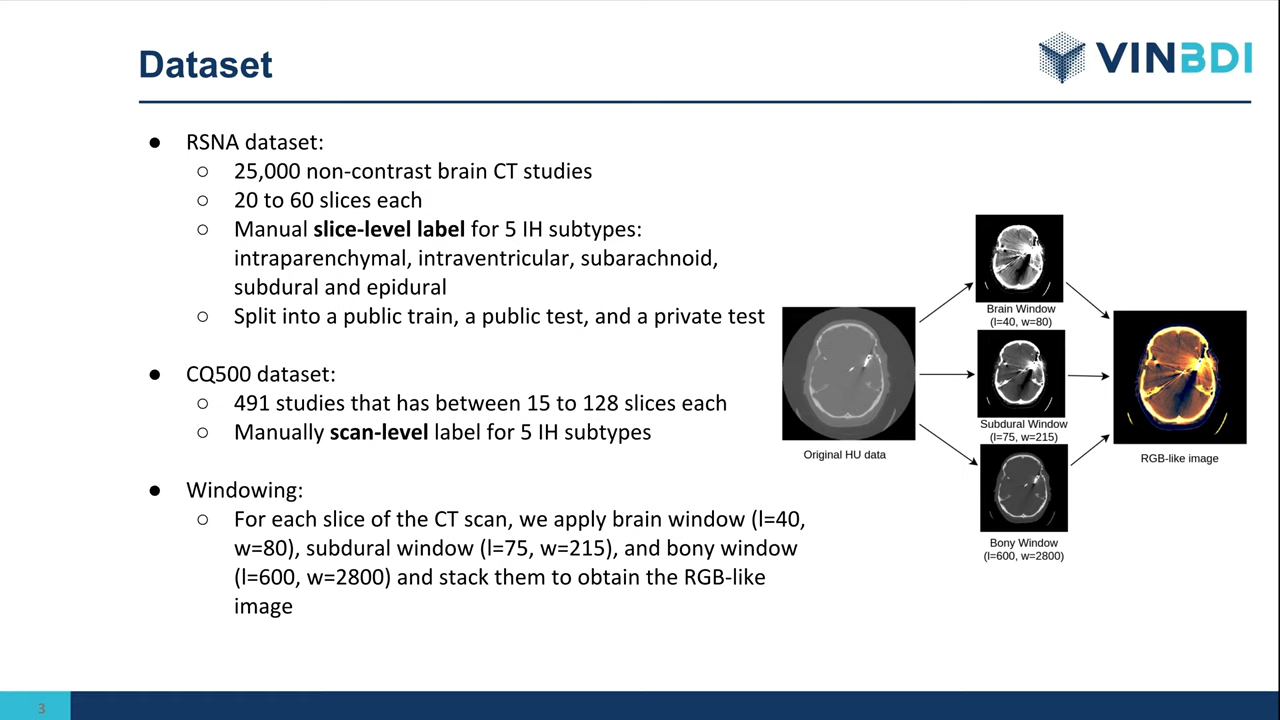 Dataset
VINBDI
● RSNA dataset:
○ 25,000 non-contrast brain CT studies
○ 20 to 60 slices each
○ Manual slice-level label for 5 IH subtypes:
intraparenchymal, intraventricular, subarachnoid,
subdural and epidural
○ Split into a public train, a public test, and a private test
● CQ500 dataset:
○ 491 studies that has between 15 to 128 slices each
○ Manually scan-level label for 5 IH subtypes
● Windowing:
○ For each slice of the CT scan, we apply brain window (l=40,
w=80), subdural window (l=75, w=215), and bony window
(l=600, w=2800) and stack them to obtain the RGB-like
image
Original HU data
Brain Window
(l=40, w=80)
Subdural Window
(l=75, w=215)
Bony Window
(l=600, w=2800)
RGB-like image
3